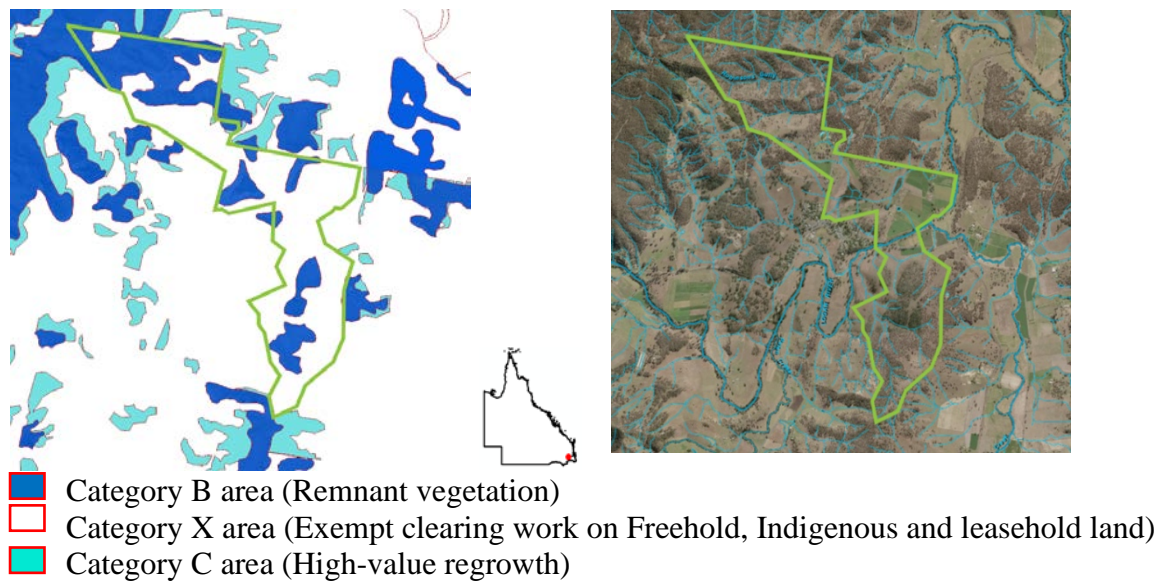 Category B area (Remnant vegetation)
Category X area (Exempt clearing work on Freehold, Indigenous and leasehold land)
Category C area (High-value regrowth)